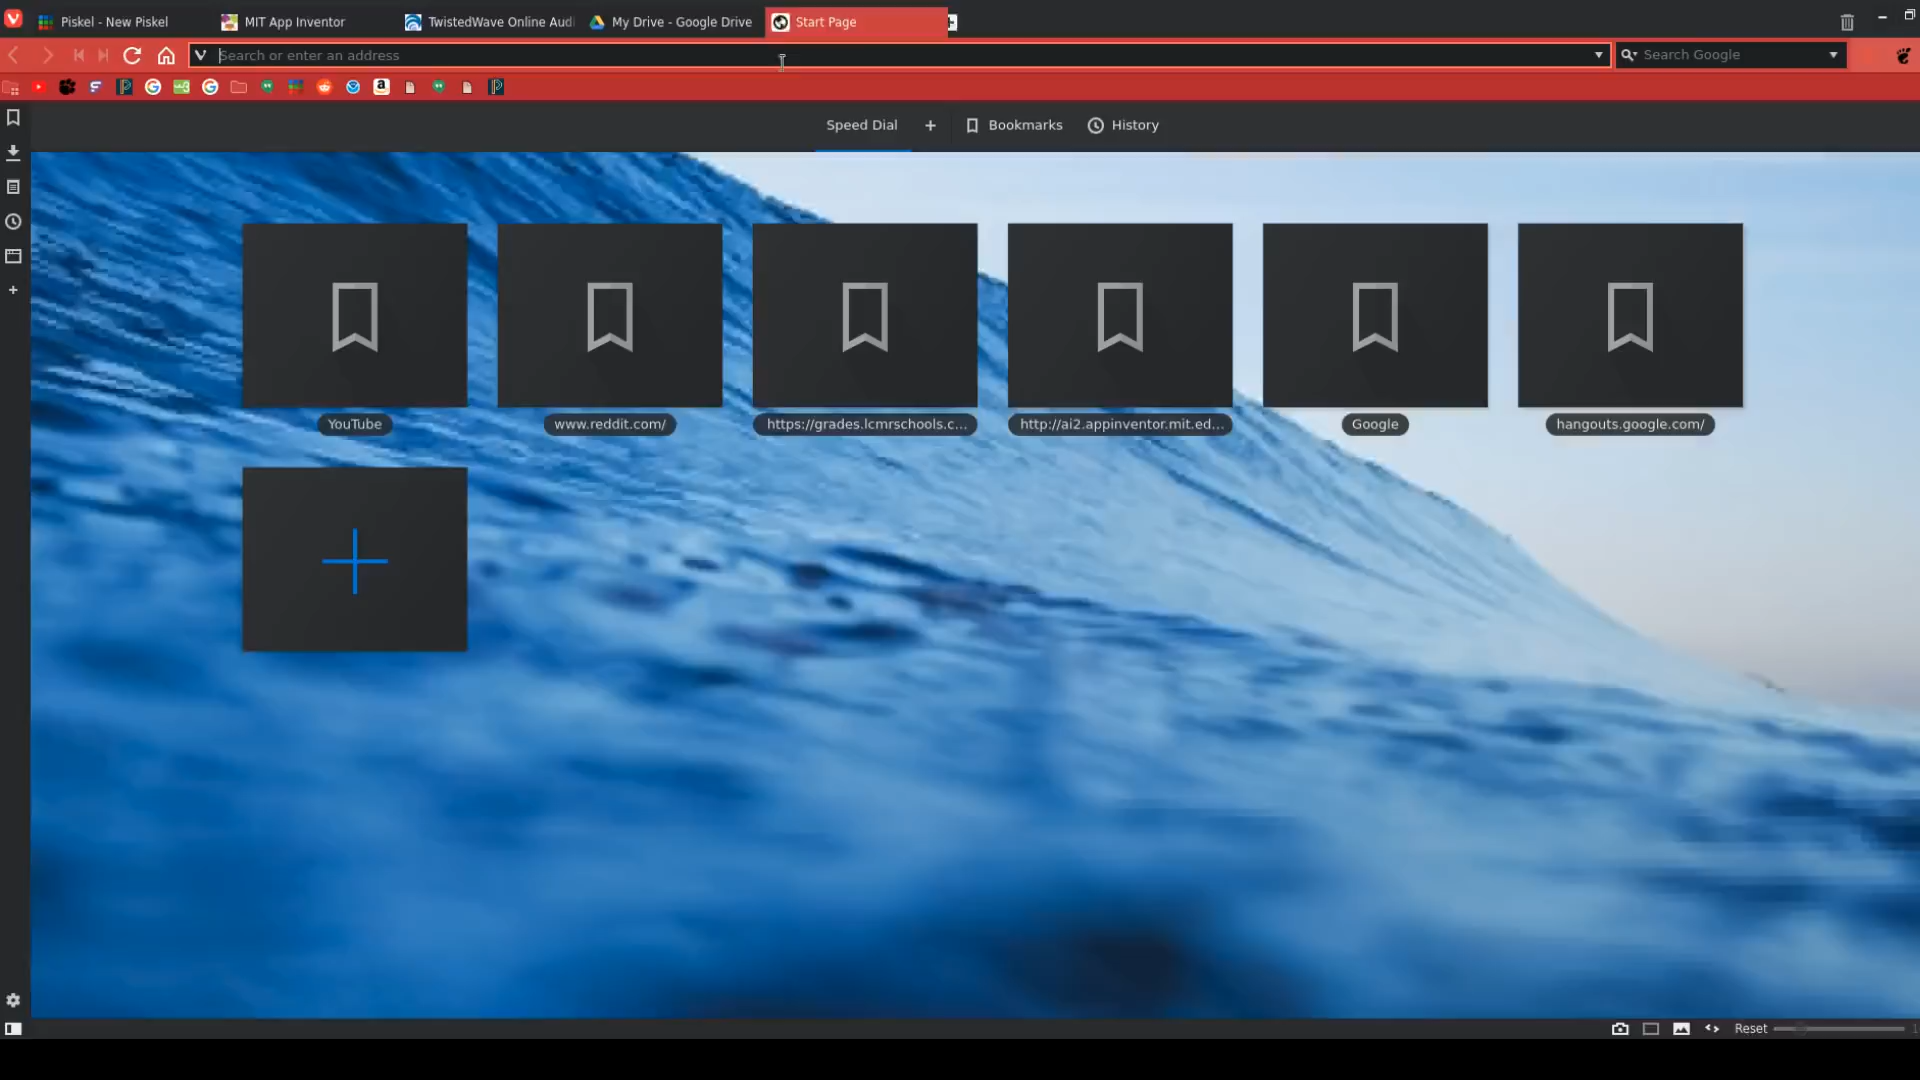 Piskel - New Piskel
MIT App Inventor
TwistedWave Online Audi
My Drive - Google Drive
Start Page
Search or enter an address
Search Google
Speed Dial
Bookmarks
History
YouTube
www.reddit.com/
https://grades.lcmrschools.c...
http://ai2.appinventor.mit.ed...
Google
hangouts.google.com/
Reset